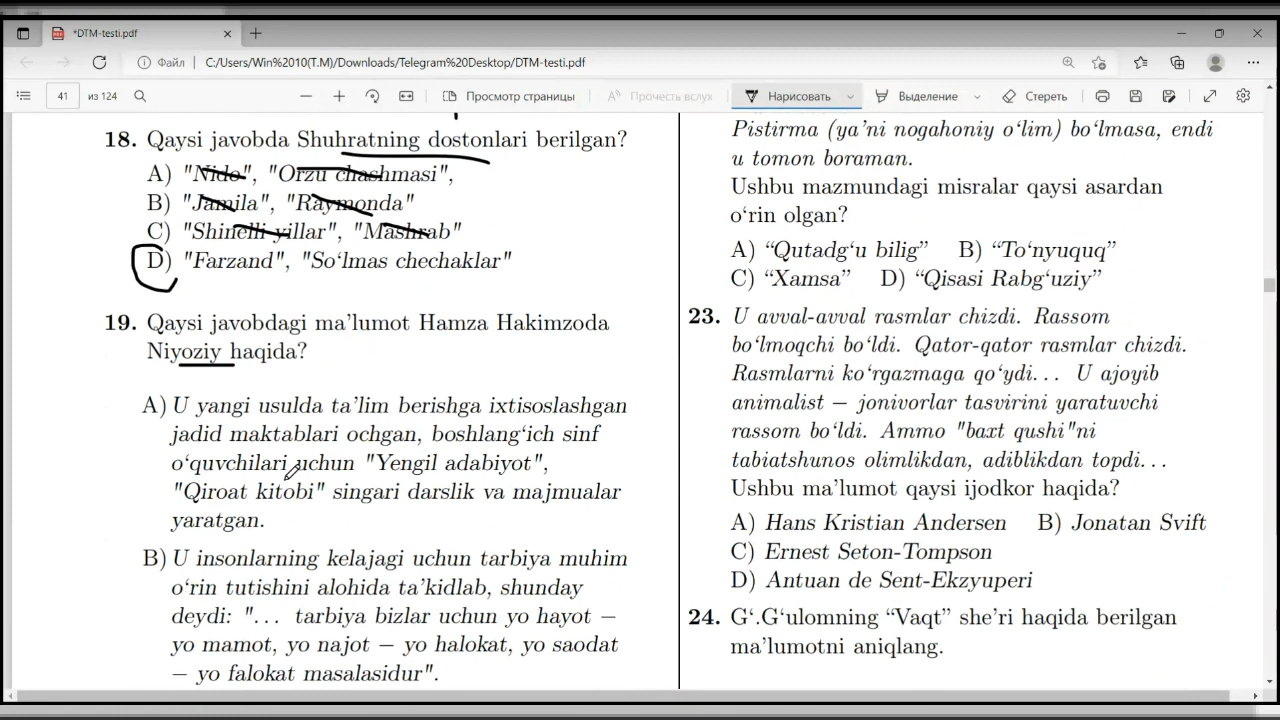 *DTM-testi.pdf
Файл
C:/Users/Win%2010(T.M)/Downloads/Telegram%20Desktop/DTM-testi.pdf
41
из 124
Просмотр страницы
Прочесть вслух
Нарисовать
Выделение
Стереть
18. Qaysi javobda Shuhratning dostonlari berilgan?
A) "Nido", "Orzu chashmasi",
B) "Jamila", "Raymonda"
C) "Shinelli yillar", "Mashrab"
D) "Farzand", "So‘lmas chechaklar"
19. Qaysi javobdagi ma’lumot Hamza Hakimzoda
Niyoziy haqida?
A) U yangi usulda ta’lim berishga ixtisoslashgan
jadid maktablari ochgan, boshlang‘ich sinf
o‘quvchilari uchun "Yengil adabiyot",
"Qiroat kitobi" singari darslik va majmualar
yaratgan.
B) U insonlarning kelajagi uchun tarbiya muhim
o‘rin tutishini alohida ta’kidlab, shunday
deydi: "... tarbiya bizlar uchun yo hayot –
yo mamot, yo najot – yo halokat, yo saodat
– yo falokat masalasidur".
Pistirma (ya’ni nogahoniy o‘lim) bo‘lmasa, endi
u tomon boraman.
Ushbu mazmundagi misralar qaysi asardan
o‘rin olgan?
A) “Qutadg‘u bilig” B) “To‘nyuquq”
C) “Xamsa” D) “Qisasi Rabg‘uziy”
23. U avval-avval rasmlar chizdi. Rassom
bo‘lmoqchi bo‘ldi. Qator-qator rasmlar chizdi.
Rasmlarni ko‘rgazmaga qo‘ydi... U ajoyib
animalist – jonivorlar tasvirini yaratuvchi
rassom bo‘ldi. Ammo "baxt qushi"ni
tabiatshunos olimlikdan, adiblikdan topdi...
Ushbu ma’lumot qaysi ijodkor haqida?
A) Hans Kristian Andersen B) Jonatan Svift
C) Ernest Seton-Tompson
D) Antuan de Sent-Ekzyuperi
24. G‘.G‘ulomning “Vaqt” she’ri haqida berilgan
ma’lumotni aniqlang.